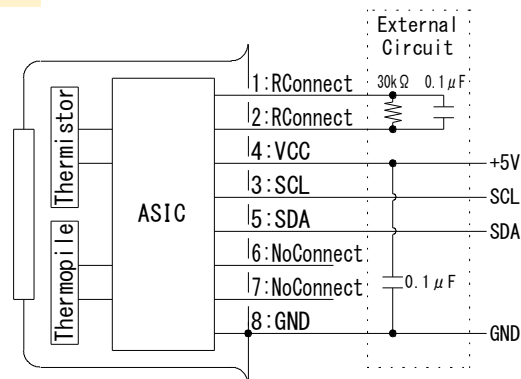 External
Circuit
1:RConnect
30kΩ
0.1μF
2:RConnect
4:VCC
+5V
3:SCL
SCL
5:SDA
SDA
6:NoConnect
7:NoConnect
0.1μF
8:GND
GND
ASIC
Thermistor
Thermopile